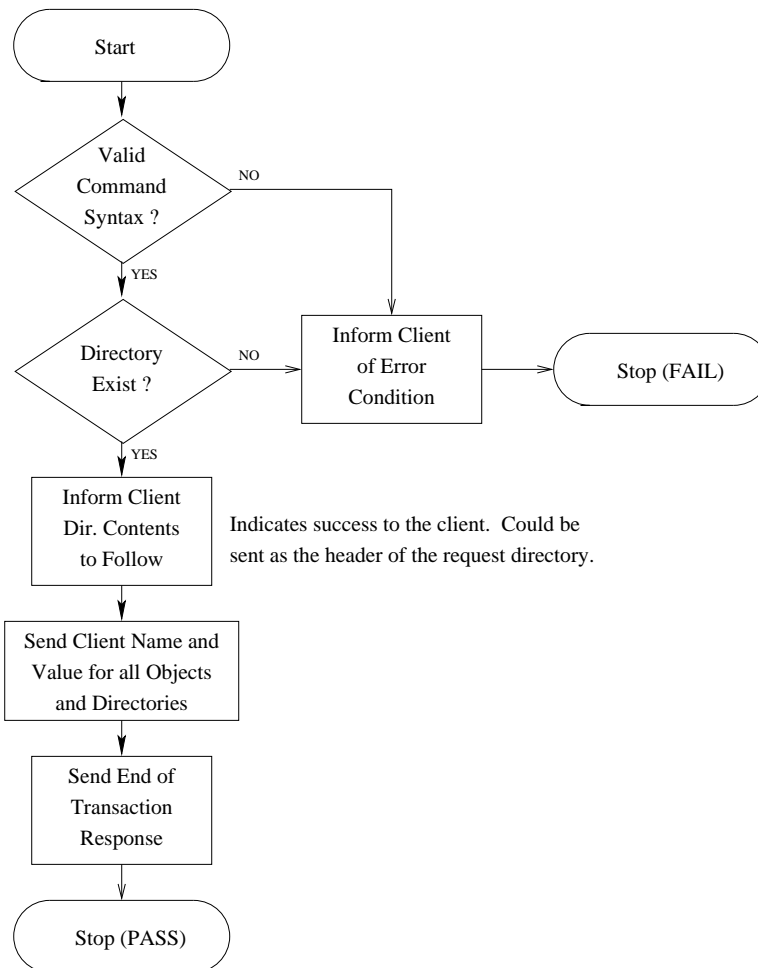 Start
Valid
Command
Syntax ?
NO
YES
Directory
Exist ?
NO
Inform Client
of Error
Condition
Stop (FAIL)
YES
Inform Client
Dir. Contents
to Follow
Indicates success to the client.  Could be
sent as the header of the request directory.
Send Client Name and
Value for all Objects
and Directories
Send End of
Transaction
Response
Stop (PASS)